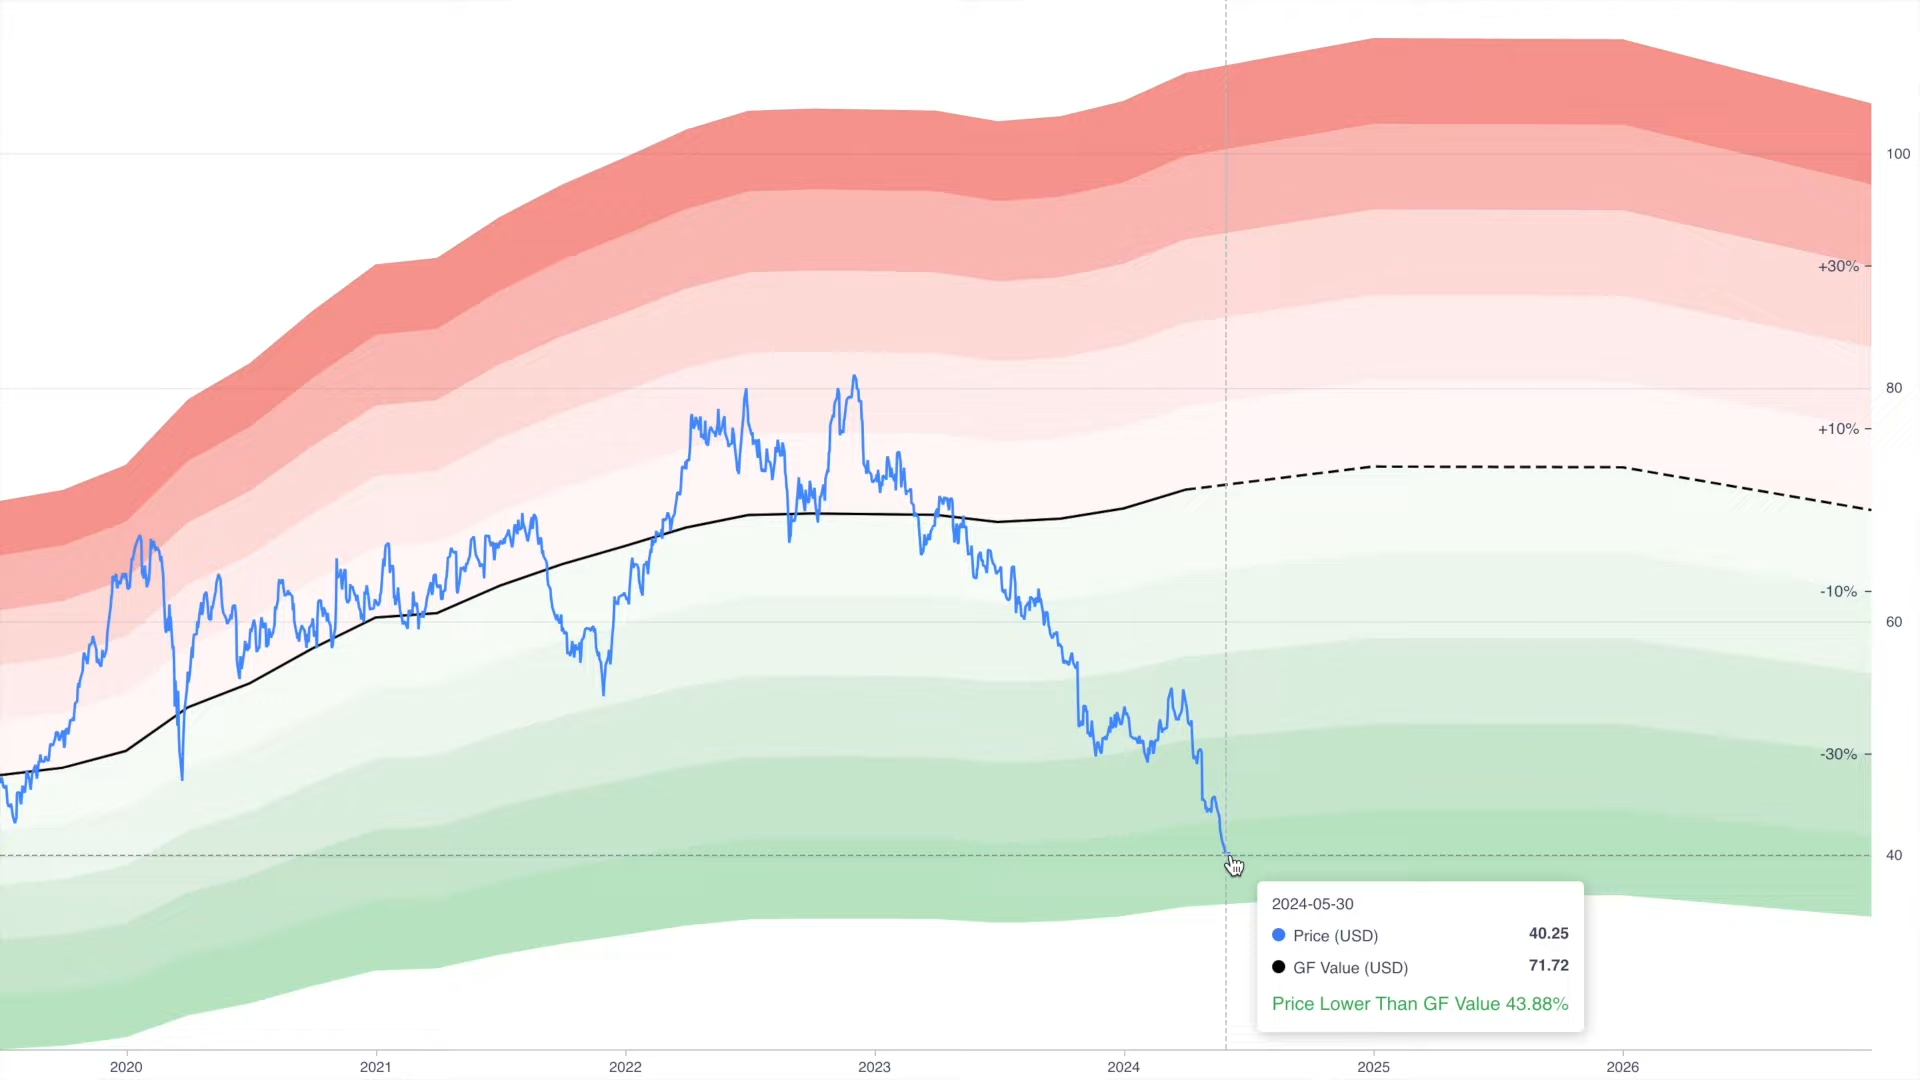 100
+30%
80
+10%
-10%
60
-30%
40
2024-05-30
Price (USD) 40.25
GF Value (USD) 71.72
Price Lower Than GF Value 43.88%
2020 2021 2022 2023 2024 2025 2026